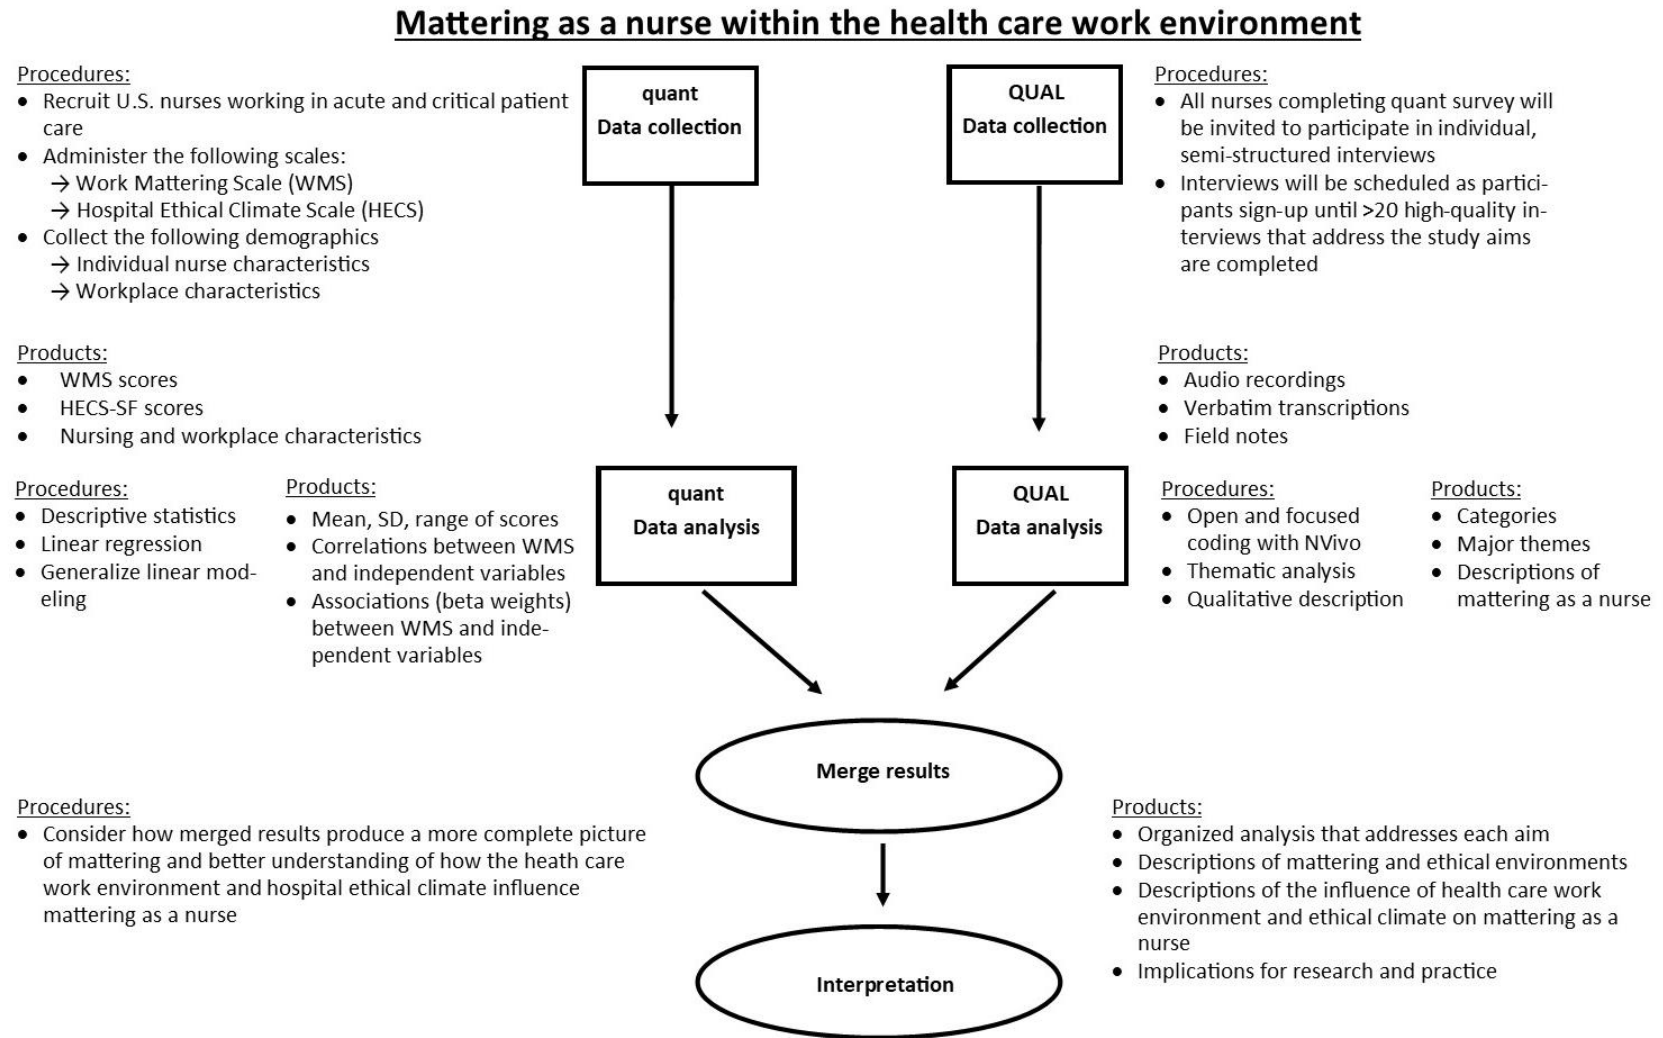 Mattering as a nurse within the health care work environment
Procedures:
• Recruit U.S. nurses working in acute and critical patient
care
• Administer the following scales:
→ Work Mattering Scale (WMS)
→ Hospital Ethical Climate Scale (HECS)
• Collect the following demographics
→ Individual nurse characteristics
→ Workplace characteristics
quant
Data collection
QUAL
Data collection
Procedures:
• All nurses completing quant survey will
be invited to participate in individual,
semi-structured interviews
• Interviews will be scheduled as partici-
pants sign-up until >20 high-quality in-
terviews that address the study aims
are completed
Products:
• WMS scores
• HECS-SF scores
• Nursing and workplace characteristics
Products:
• Audio recordings
• Verbatim transcriptions
• Field notes
Procedures:
• Descriptive statistics
• Linear regression
• Generalize linear mod-
eling
Products:
• Mean, SD, range of scores
• Correlations between WMS
and independent variables
• Associations (beta weights)
between WMS and inde-
pendent variables
quant
Data analysis
QUAL
Data analysis
Procedures:
• Open and focused
coding with NVivo
• Thematic analysis
• Qualitative description
Products:
• Categories
• Major themes
• Descriptions of
mattering as a nurse
Merge results
Procedures:
• Consider how merged results produce a more complete picture
of mattering and better understanding of how the heath care
work environment and hospital ethical climate influence
mattering as a nurse
Products:
• Organized analysis that addresses each aim
• Descriptions of mattering and ethical environments
• Descriptions of the influence of health care work
environment and ethical climate on mattering as a
nurse
• Implications for research and practice
Interpretation